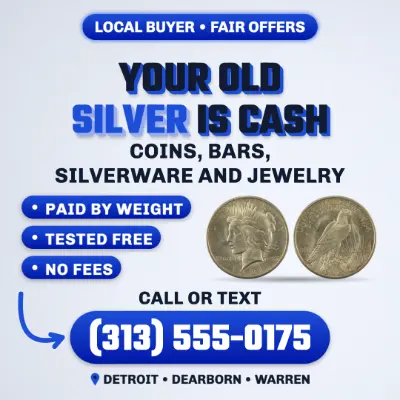 LOCAL BUYER • FAIR OFFERS
YOUR OLD
SILVER IS CASH
COINS, BARS,
SILVERWARE AND JEWELRY
• PAID BY WEIGHT
• TESTED FREE
• NO FEES
CALL OR TEXT
(313) 555-0175
DETROIT • DEARBORN • WARREN